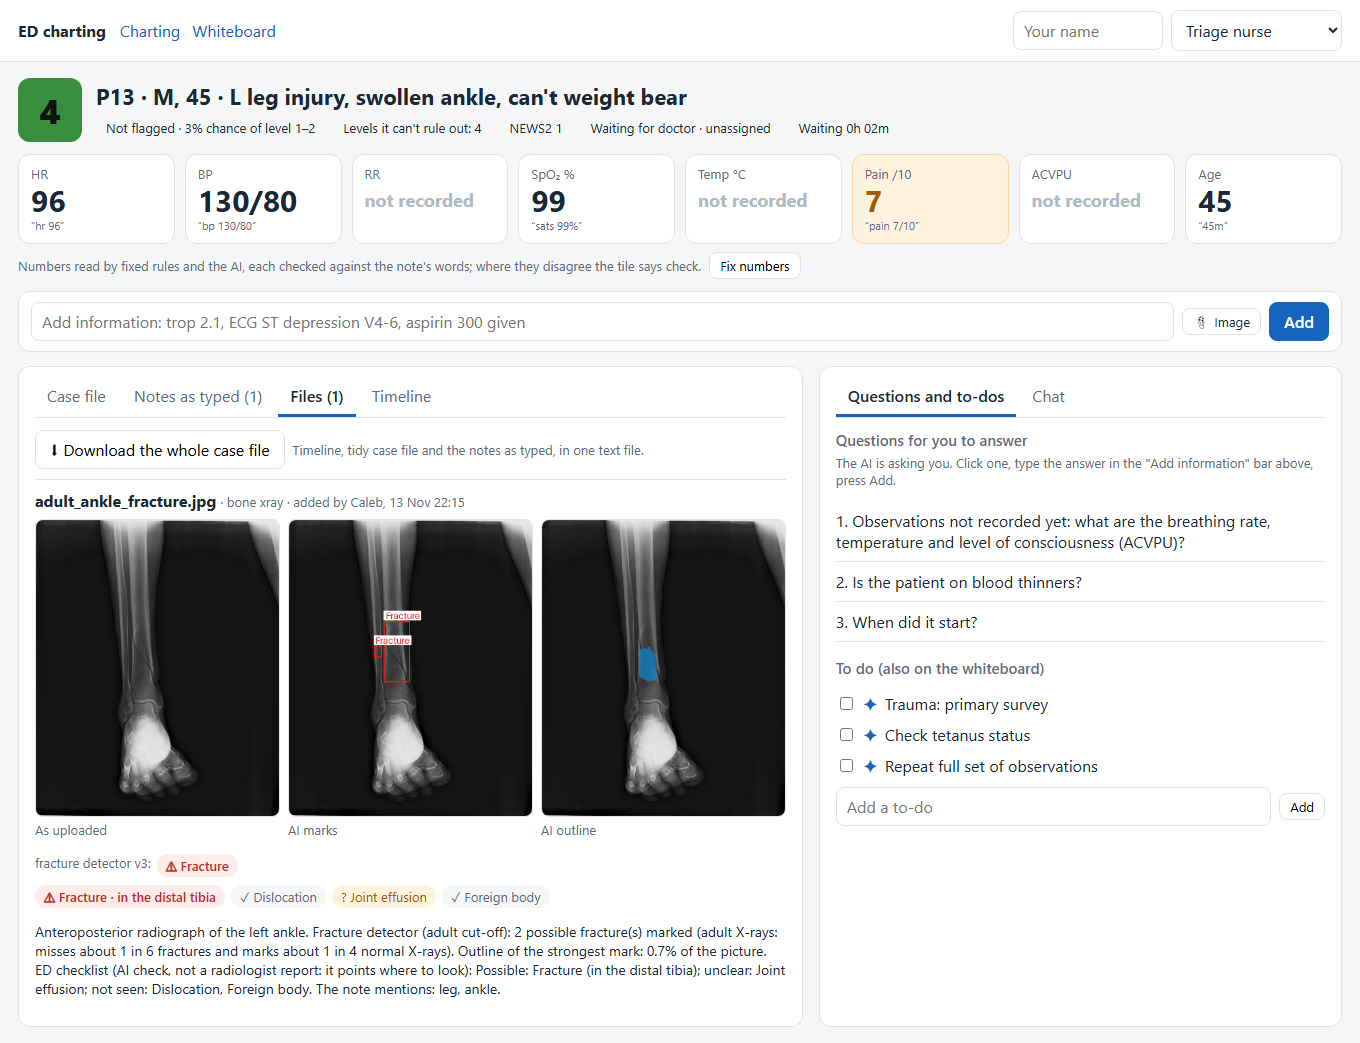 ED charting Charting Whiteboard Your name Triage nurse
4
P13 · M, 45 · L leg injury, swollen ankle, can't weight bear
Not flagged · 3% chance of level 1–2 Levels it can't rule out: 4 NEWS2 1 Waiting for doctor · unassigned Waiting 0h 02m
HR
96
“hr 96”
BP
130/80
“bp 130/80”
RR
not recorded
SpO₂ %
99
“sats 99%”
Temp °C
not recorded
Pain /10
7
“pain 7/10”
ACVPU
not recorded
Age
45
“45m”
Numbers read by fixed rules and the AI, each checked against the note's words; where they disagree the tile says check. Fix numbers
Add information: trop 2.1, ECG ST depression V4-6, aspirin 300 given Image Add
Case file Notes as typed (1) Files (1) Timeline
⬇ Download the whole case file Timeline, tidy case file and the notes as typed, in one text file.
adult_ankle_fracture.jpg · bone xray · added by Caleb, 13 Nov 22:15
Fracture
Fracture
As uploaded AI marks AI outline
fracture detector v3: ⚠ Fracture
⚠ Fracture · in the distal tibia ✓ Dislocation ? Joint effusion ✓ Foreign body
Anteroposterior radiograph of the left ankle. Fracture detector (adult cut-off): 2 possible fracture(s) marked (adult X-rays:
misses about 1 in 6 fractures and marks about 1 in 4 normal X-rays). Outline of the strongest mark: 0.7% of the picture.
ED checklist (AI check, not a radiologist report: it points where to look): Possible: Fracture (in the distal tibia); unclear: Joint
effusion; not seen: Dislocation, Foreign body. The note mentions: leg, ankle.
Questions and to-dos Chat
Questions for you to answer
The AI is asking you. Click one, type the answer in the "Add information" bar above,
press Add.
1. Observations not recorded yet: what are the breathing rate,
temperature and level of consciousness (ACVPU)?
2. Is the patient on blood thinners?
3. When did it start?
To do (also on the whiteboard)
✦ Trauma: primary survey
✦ Check tetanus status
✦ Repeat full set of observations
Add a to-do Add